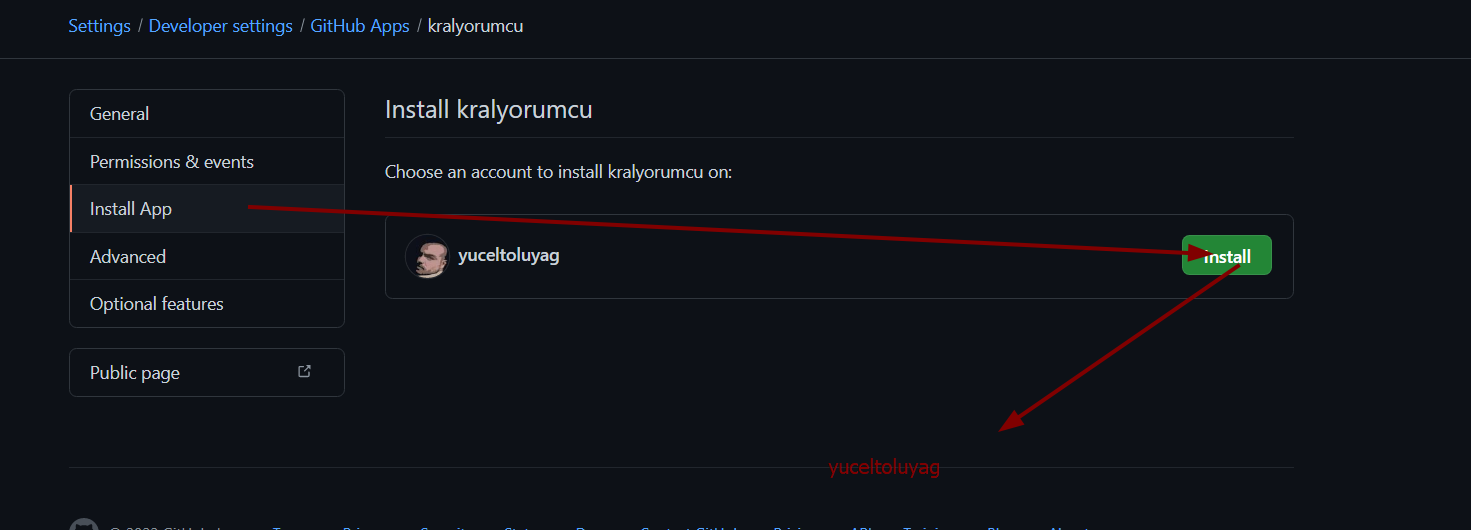 Settings / Developer settings / GitHub Apps / kralyorumcu
General
Permissions & events
Install App
Advanced
Optional features
Public page
Install kralyorumcu
Choose an account to install kralyorumcu on:
yuceltoluyag
Install
yuceltoluyag